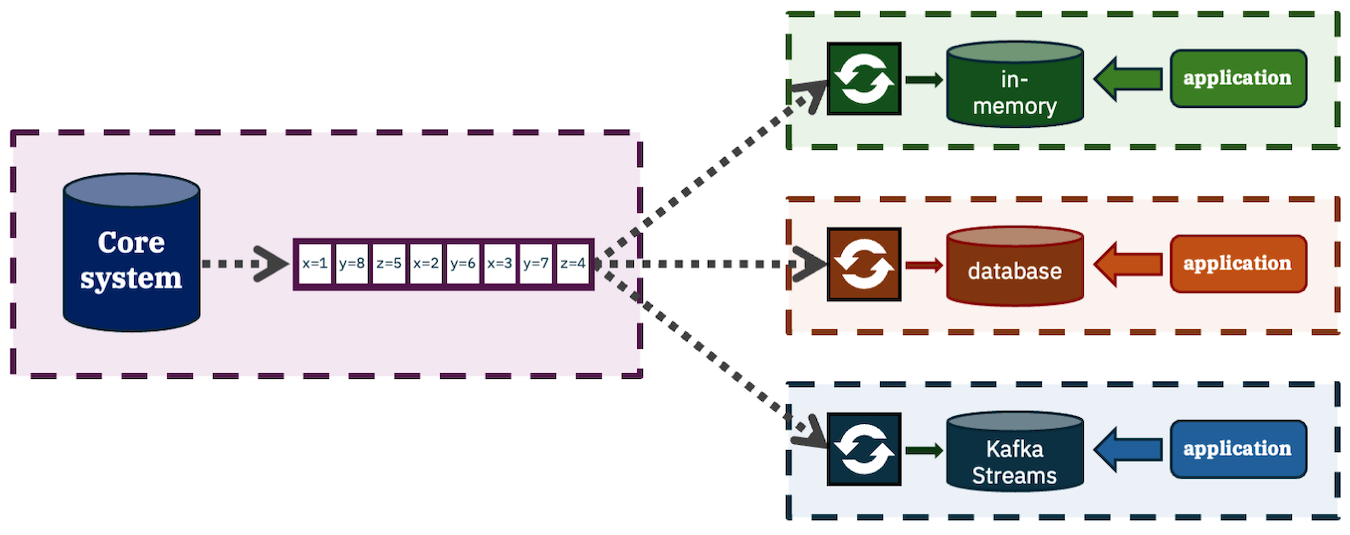 Core
system
x=1 y=8 z=5 x=2 y=6 x=3 y=7 z=4
in-
memory
application
database
application
Kafka
Streams
application